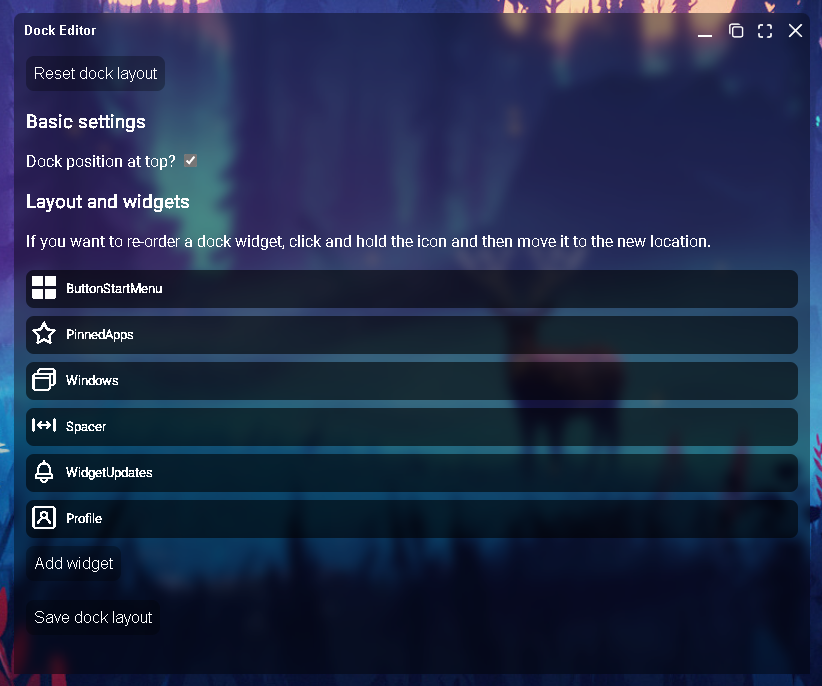 Dock Editor
Reset dock layout
Basic settings
Dock position at top?
Layout and widgets
If you want to re-order a dock widget, click and hold the icon and then move it to the new location.
ButtonStartMenu
PinnedApps
Windows
Spacer
WidgetUpdates
Profile
Add widget
Save dock layout